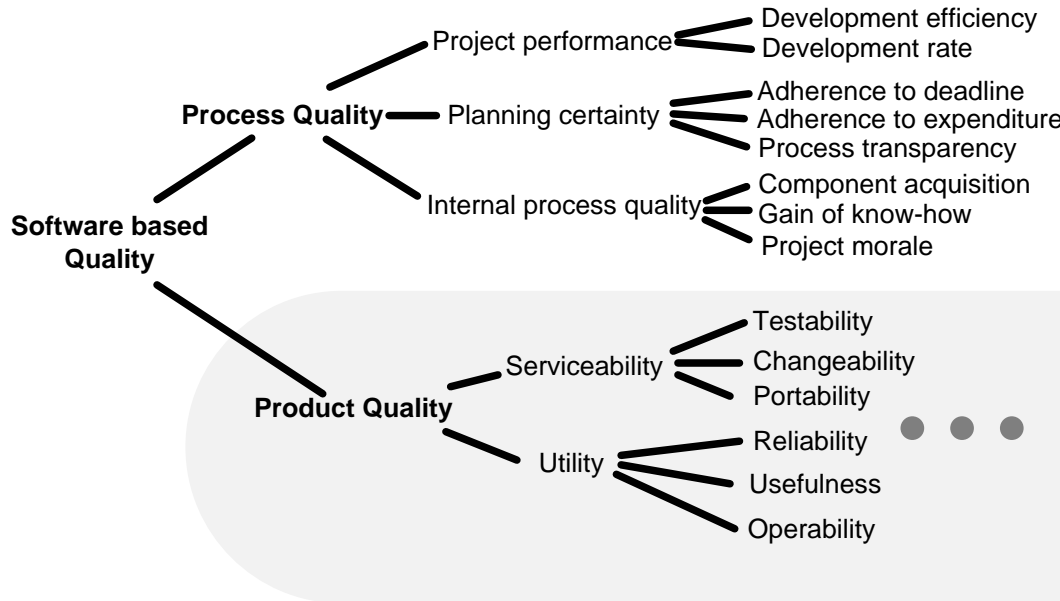 Development efficiency
Project performance
Development rate
Adherence to deadline
Process Quality
Planning certainty
Adherence to expenditure
Process transparency
Component acquisition
Internal process quality
Gain of know-how
Software based
Quality
Project morale
Testability
Serviceability
Changeability
Portability
Product Quality
Reliability
Utility
Usefulness
Operability